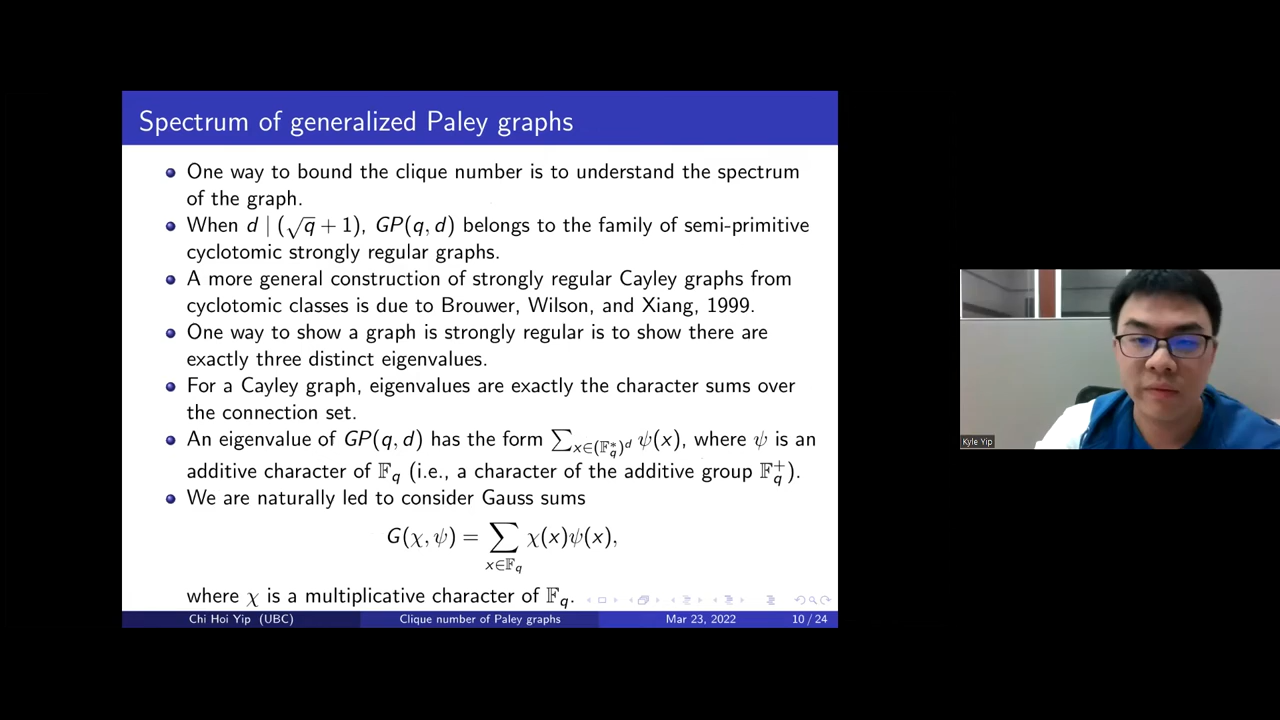 Spectrum of generalized Paley graphs
One way to bound the clique number is to understand the spectrum
of the graph.
When d | (√q + 1), GP(q, d) belongs to the family of semi-primitive
cyclotomic strongly regular graphs.
A more general construction of strongly regular Cayley graphs from
cyclotomic classes is due to Brouwer, Wilson, and Xiang, 1999.
One way to show a graph is strongly regular is to show there are
exactly three distinct eigenvalues.
For a Cayley graph, eigenvalues are exactly the character sums over
the connection set.
An eigenvalue of GP(q, d) has the form ∑_{x∈(𝔽_q^*)^d} ψ(x), where ψ is an
additive character of 𝔽_q (i.e., a character of the additive group 𝔽_q^+).
We are naturally led to consider Gauss sums
G(χ, ψ) = ∑_{x∈𝔽_q} χ(x)ψ(x),
where χ is a multiplicative character of 𝔽_q.
Chi Hoi Yip (UBC) Clique number of Paley graphs Mar 23, 2022 10 / 24
Kyle Yip